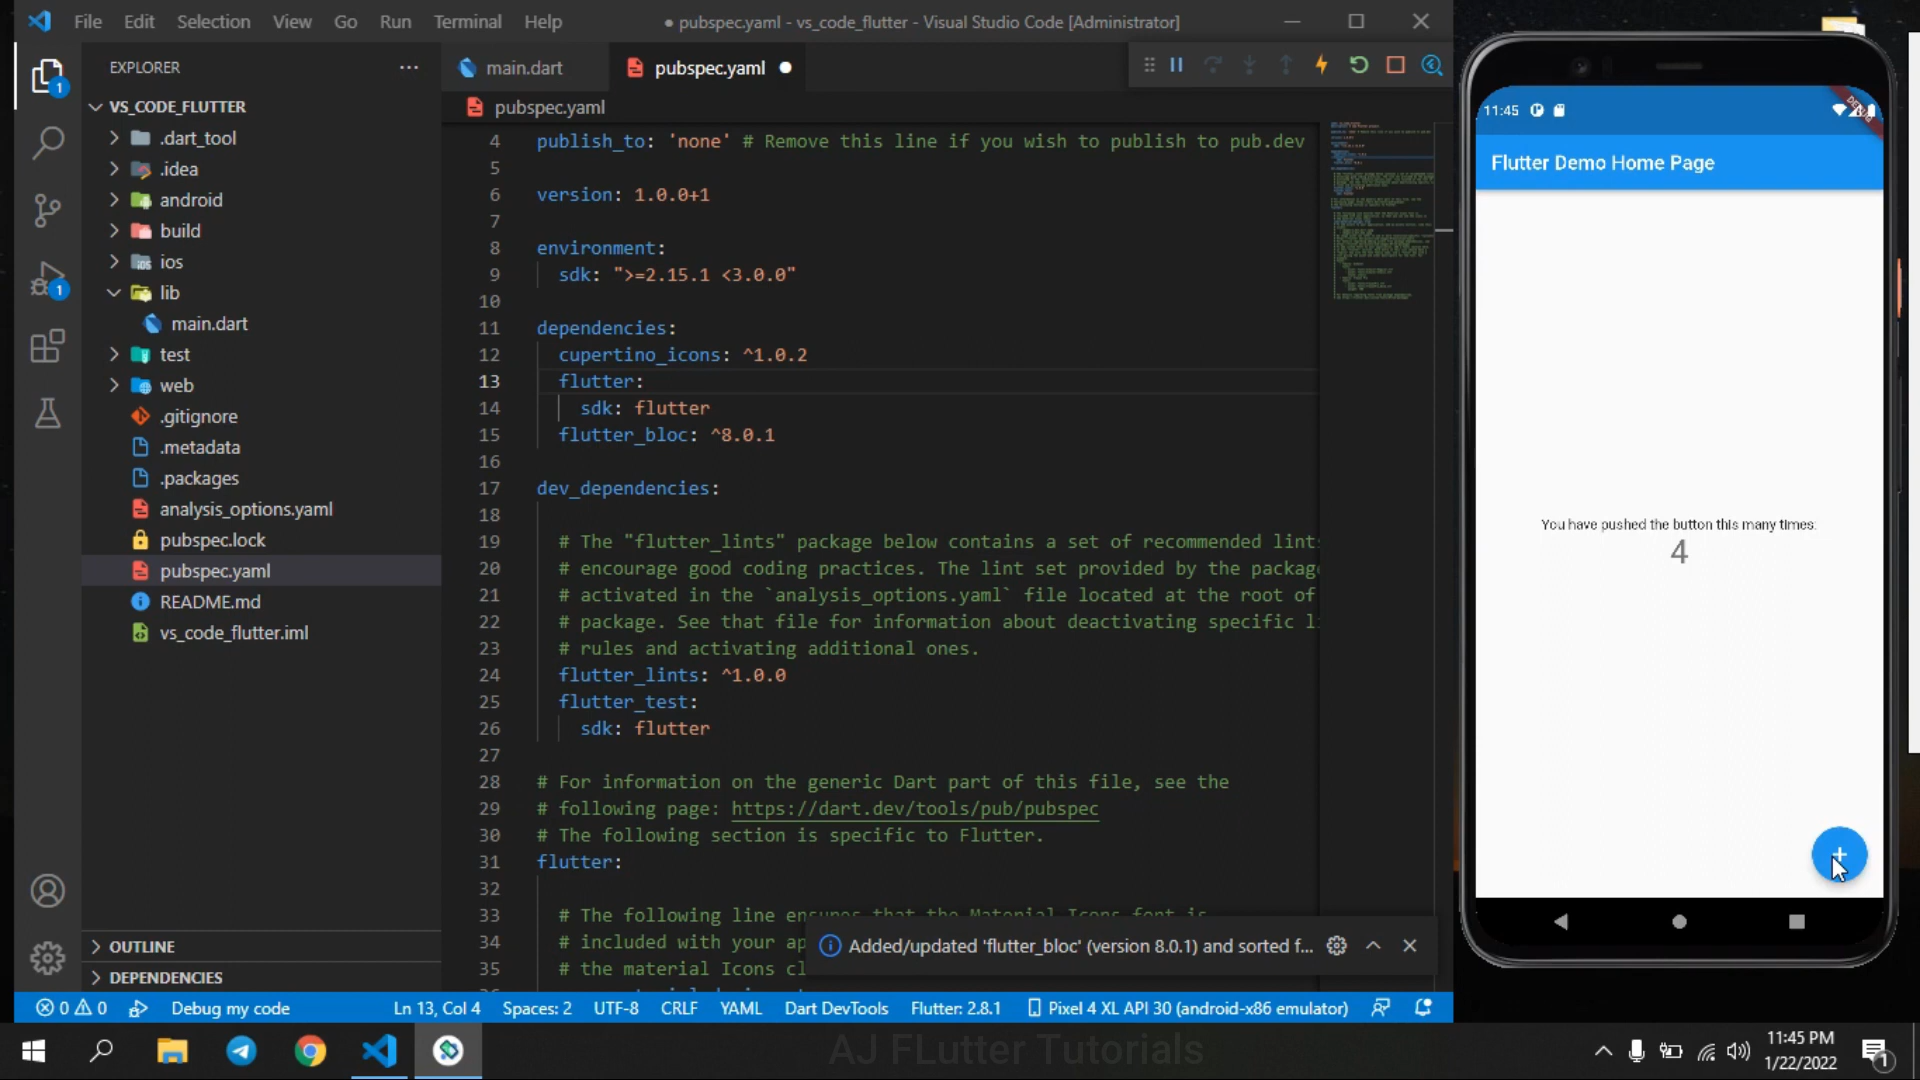 File Edit Selection View Go Run Terminal Help
● pubspec.yaml - vs_code_flutter - Visual Studio Code [Administrator]
EXPLORER
VS_CODE_FLUTTER
.dart_tool
.idea
android
build
ios
lib
main.dart
test
web
.gitignore
.metadata
.packages
analysis_options.yaml
pubspec.lock
pubspec.yaml
README.md
vs_code_flutter.iml
OUTLINE
DEPENDENCIES
1
1
main.dart
pubspec.yaml
pubspec.yaml
4 publish_to: 'none' # Remove this line if you wish to publish to pub.dev
5
6 version: 1.0.0+1
7
8 environment:
9 sdk: ">=2.15.1 <3.0.0"
10
11 dependencies:
12 cupertino_icons: ^1.0.2
13 flutter:
14 sdk: flutter
15 flutter_bloc: ^8.0.1
16
17 dev_dependencies:
18
19 # The "flutter_lints" package below contains a set of recommended lint
20 # encourage good coding practices. The lint set provided by the packag
21 # activated in the `analysis_options.yaml` file located at the root of
22 # package. See that file for information about deactivating specific l
23 # rules and activating additional ones.
24 flutter_lints: ^1.0.0
25 flutter_test:
26 sdk: flutter
27
28 # For information on the generic Dart part of this file, see the
29 # following page: https://dart.dev/tools/pub/pubspec
30 # The following section is specific to Flutter.
31 flutter:
32
33 # The following line ensures that the Material Icons font is
34 # included with your ap
35 # the material Icons cl
Added/updated 'flutter_bloc' (version 8.0.1) and sorted f...
0 0 Debug my code Ln 13, Col 4 Spaces: 2 UTF-8 CRLF YAML Dart DevTools Flutter: 2.8.1 Pixel 4 XL API 30 (android-x86 emulator)
11:45
DEBUG
Flutter Demo Home Page
You have pushed the button this many times:
4
AJ FLutter Tutorials
11:45 PM
1/22/2022
1